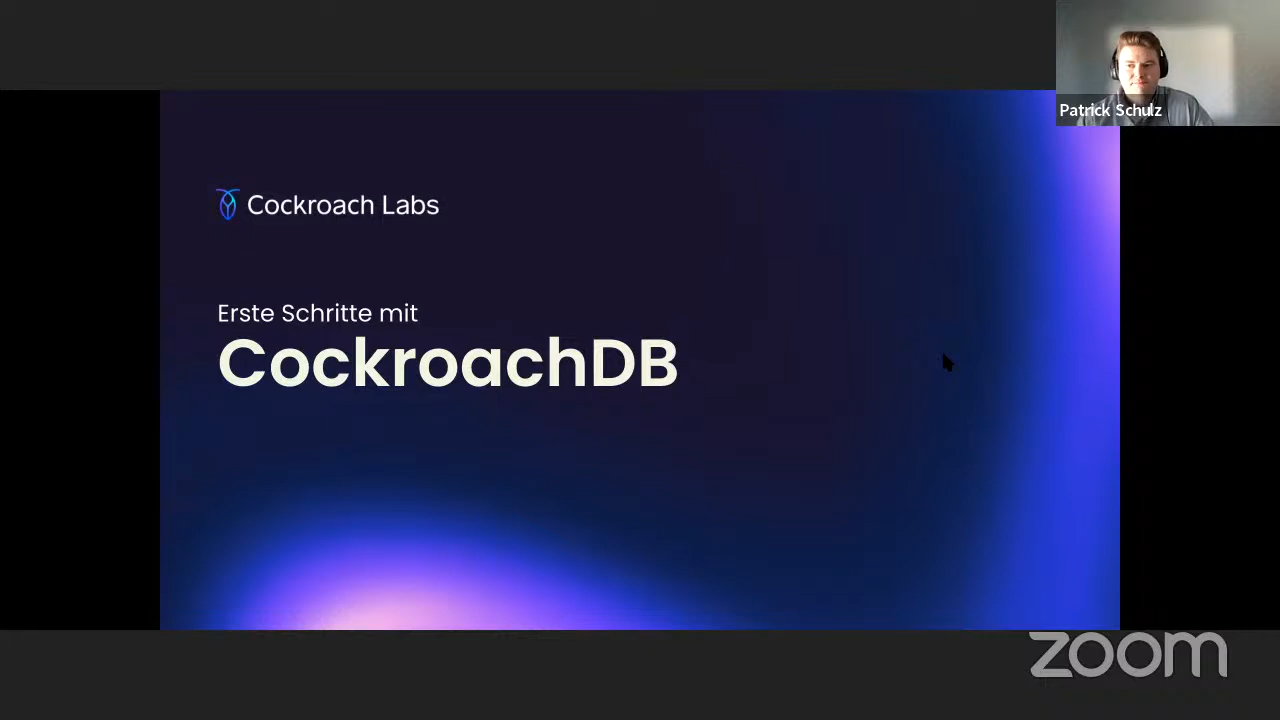 Patrick Schulz
Cockroach Labs
Erste Schritte mit
CockroachDB
zoom